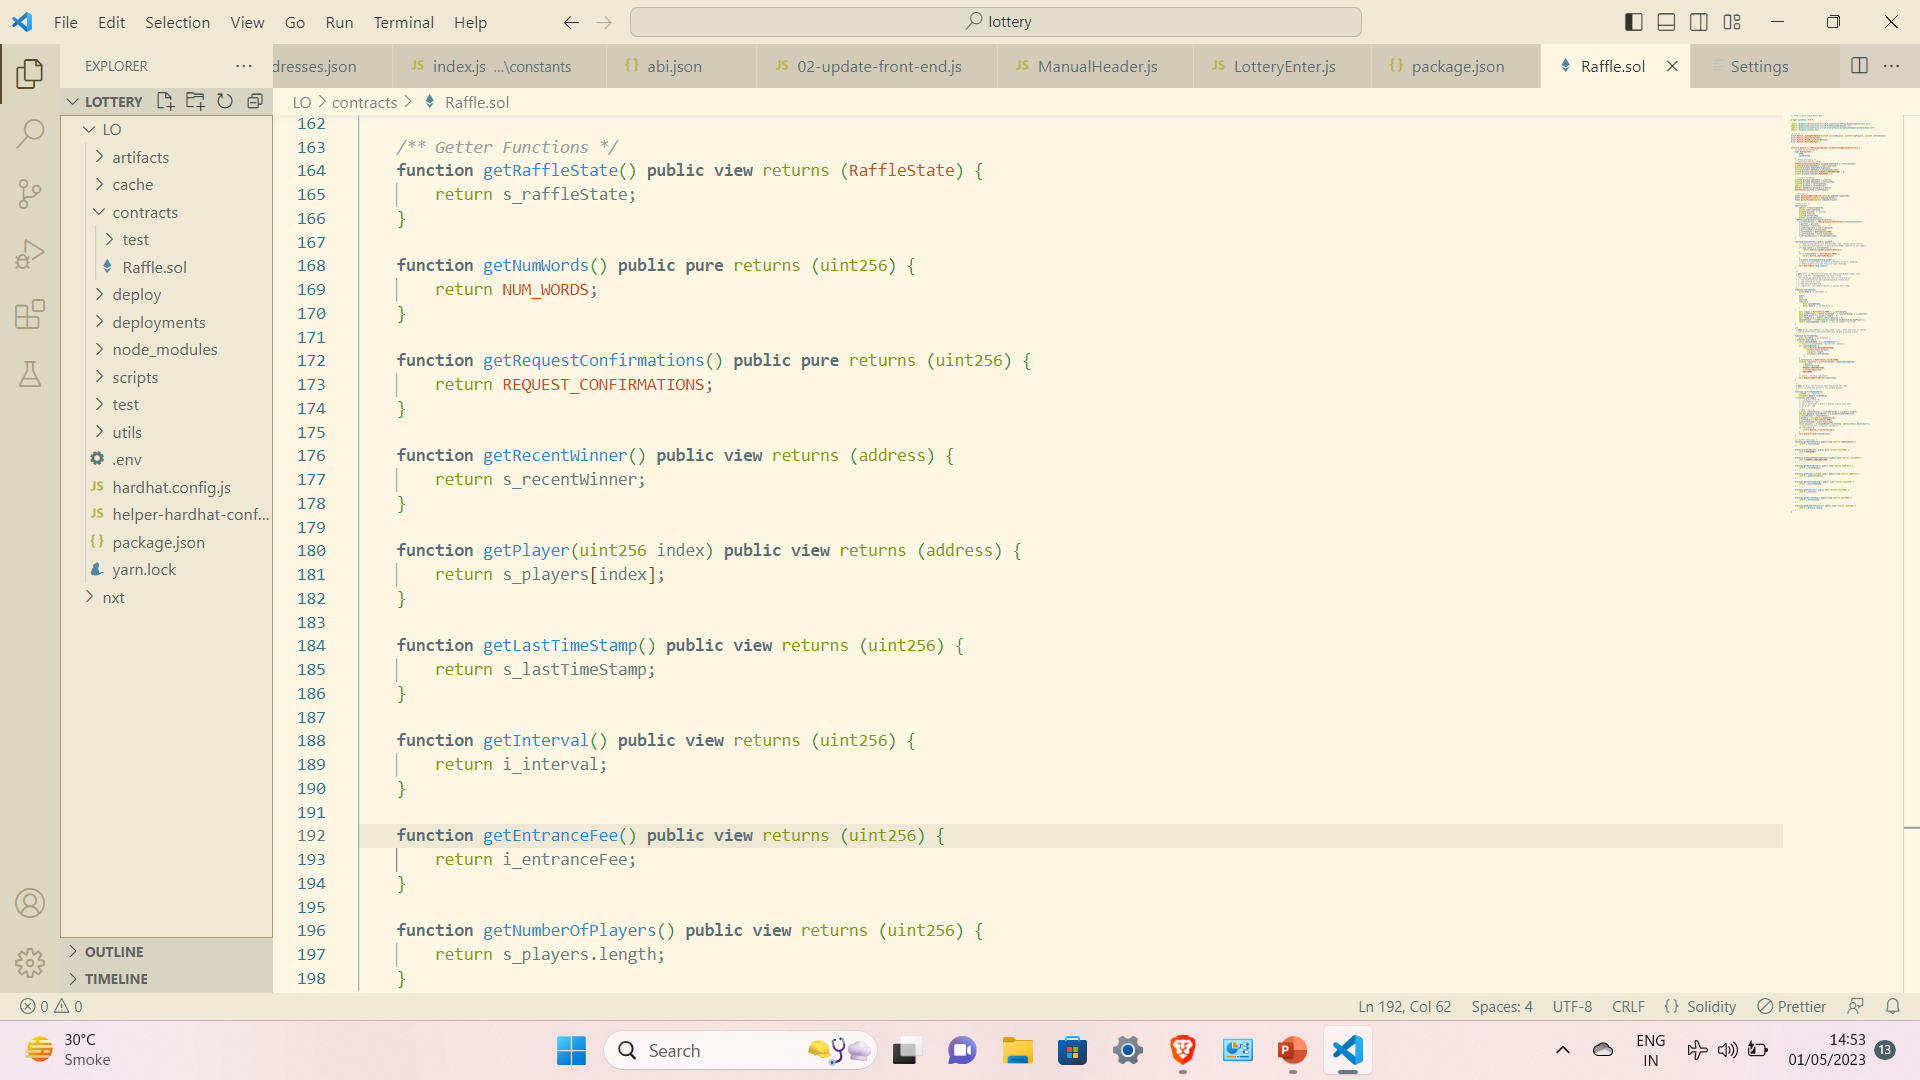 File Edit Selection View Go Run Terminal Help
lottery
EXPLORER
dresses.json
JS index.js ...\constants
{} abi.json
JS 02-update-front-end.js
JS ManualHeader.js
JS LotteryEnter.js
{} package.json
Raffle.sol
Settings
LOTTERY
LO > contracts > Raffle.sol
LO
artifacts
cache
contracts
test
Raffle.sol
deploy
deployments
node_modules
scripts
test
utils
.env
JS hardhat.config.js
JS helper-hardhat-conf...
{} package.json
yarn.lock
nxt
OUTLINE
TIMELINE
162
163 /** Getter Functions */
164 function getRaffleState() public view returns (RaffleState) {
165 return s_raffleState;
166 }
167
168 function getNumWords() public pure returns (uint256) {
169 return NUM_WORDS;
170 }
171
172 function getRequestConfirmations() public pure returns (uint256) {
173 return REQUEST_CONFIRMATIONS;
174 }
175
176 function getRecentWinner() public view returns (address) {
177 return s_recentWinner;
178 }
179
180 function getPlayer(uint256 index) public view returns (address) {
181 return s_players[index];
182 }
183
184 function getLastTimeStamp() public view returns (uint256) {
185 return s_lastTimeStamp;
186 }
187
188 function getInterval() public view returns (uint256) {
189 return i_interval;
190 }
191
192 function getEntranceFee() public view returns (uint256) {
193 return i_entranceFee;
194 }
195
196 function getNumberOfPlayers() public view returns (uint256) {
197 return s_players.length;
198 }
0 0
Ln 192, Col 62 Spaces: 4 UTF-8 CRLF {} Solidity Prettier
30°C
Smoke
Search
ENG
IN
14:53
01/05/2023
13